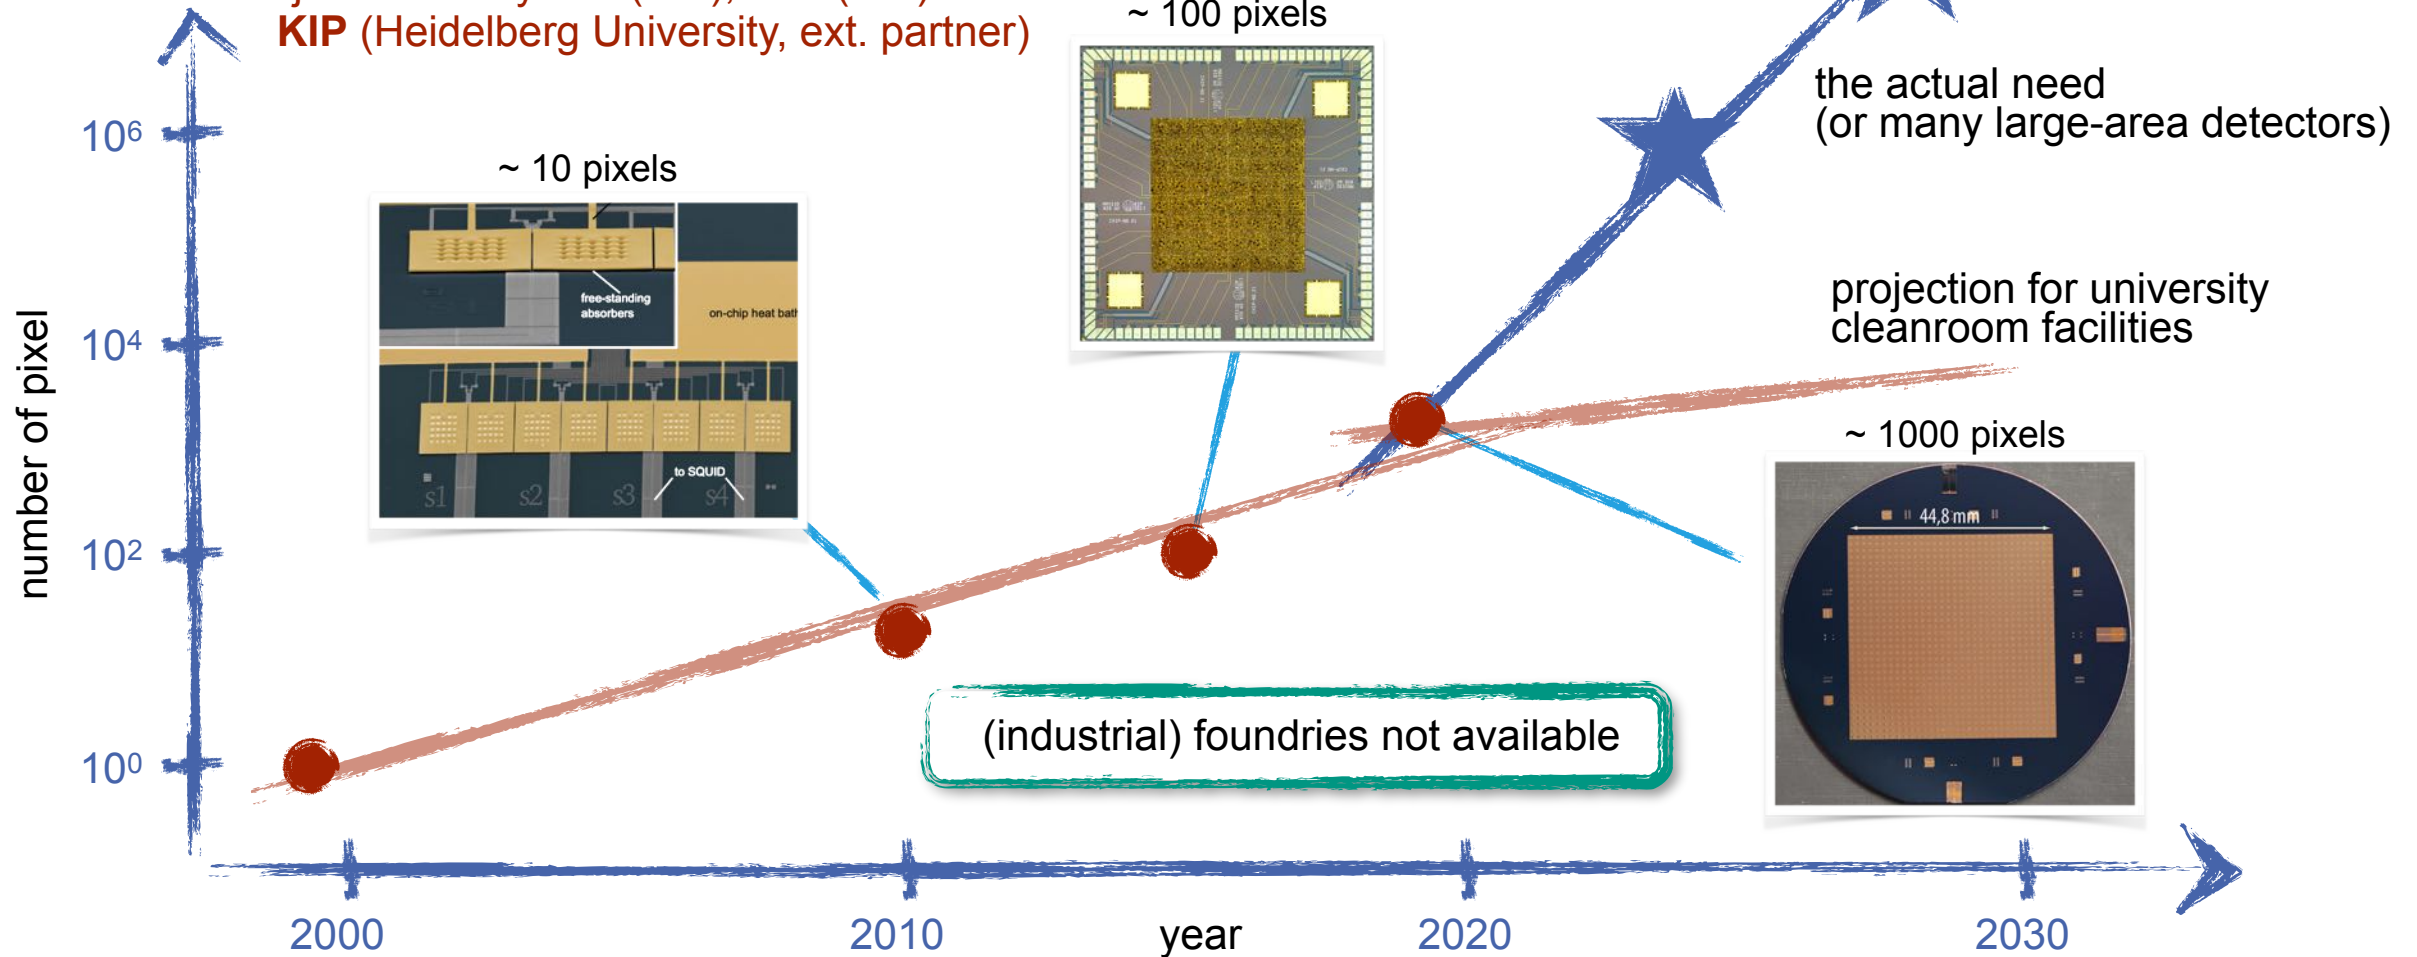 KIP (Heidelberg University, ext. partner)
~ 100 pixels
the actual need
(or many large-area detectors)
10⁶
~ 10 pixels
free-standing
absorbers
on-chip heat bath
to SQUID
s1
s2
s3
s4
projection for university
cleanroom facilities
10⁴
number of pixel
~ 1000 pixels
44,8 mm
10²
(industrial) foundries not available
10⁰
2000
2010
year
2020
2030